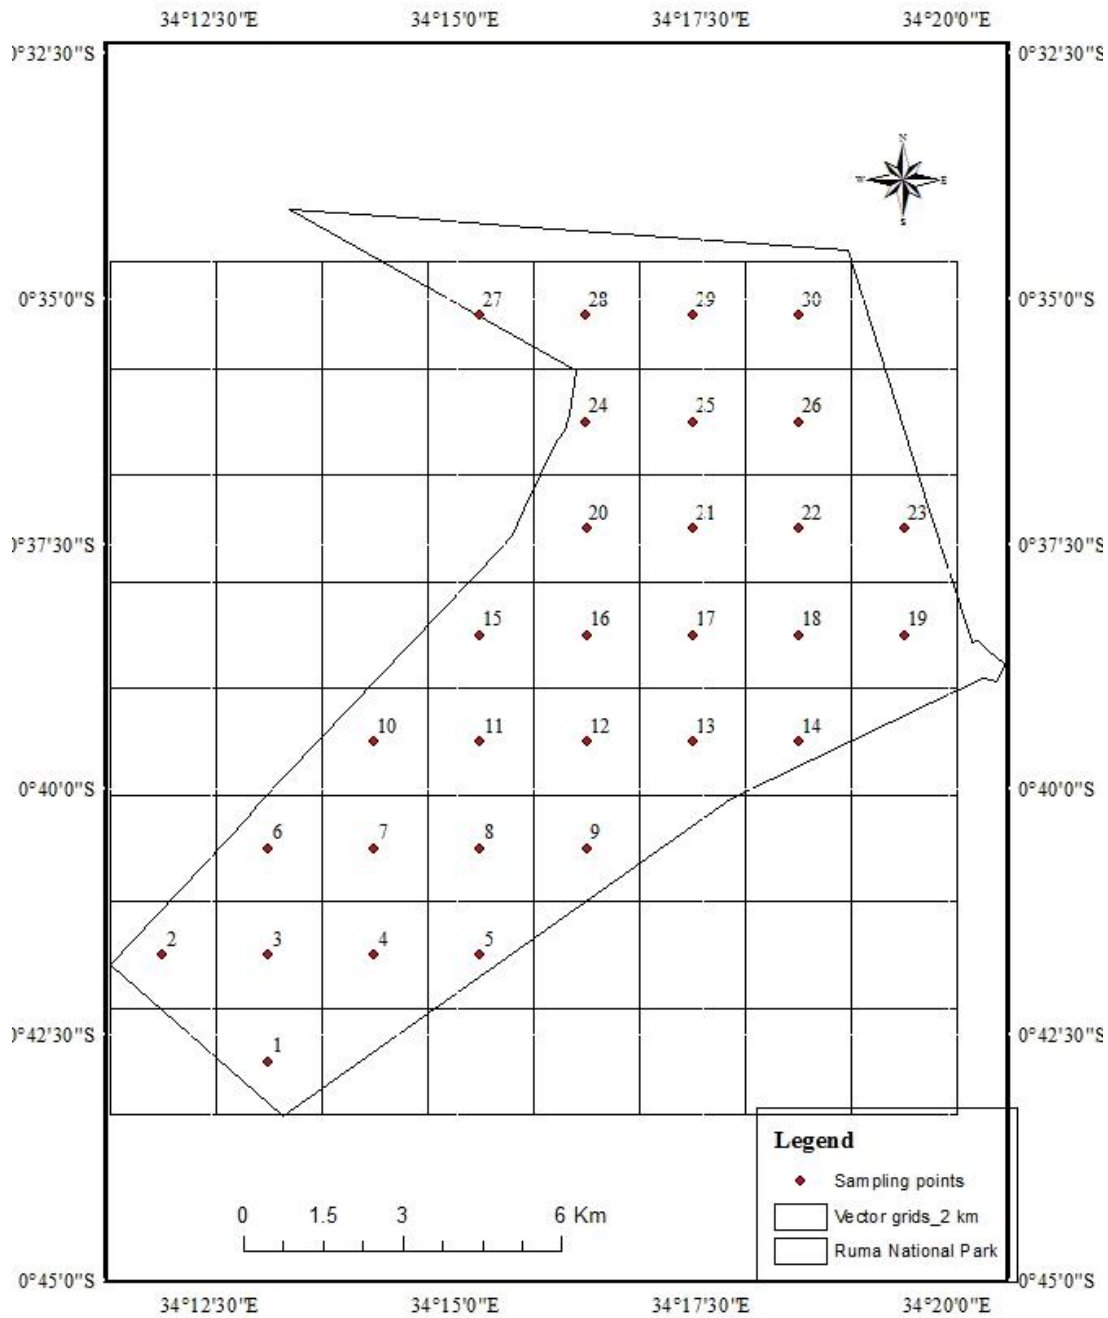 34°12'30"E 34°15'0"E 34°17'30"E 34°20'0"E
0°32'30"S 0°32'30"S
N
W E
S
0°35'0"S 27 28 29 30 0°35'0"S
24 25 26
20 21 22 23
0°37'30"S 0°37'30"S
15 16 17 18 19
10 11 12 13 14
0°40'0"S 0°40'0"S
6 7 8 9
2 3 4 5
0°42'30"S 0°42'30"S
1
Legend
Sampling points
Vector grids_2 km
Ruma National Park
0 1.5 3 6 Km
0°45'0"S 0°45'0"S
34°12'30"E 34°15'0"E 34°17'30"E 34°20'0"E